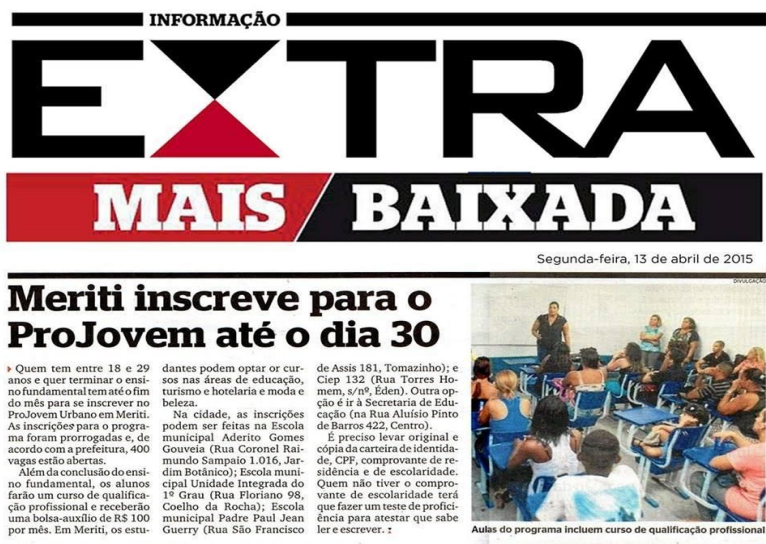 INFORMAÇÃO
EXTRA
MAIS BAIXADA
Segunda-feira, 13 de abril de 2015
Meriti inscreve para o
ProJovem até o dia 30
Quem tem entre 18 e 29
anos e quer terminar o ensi-
no fundamental tem até o fim
do mês para se inscrever no
ProJovem Urbano em Meriti.
As inscrições para o progra-
ma foram prorrogadas e, de
acordo com a prefeitura, 400
vagas estão abertas.
Além da conclusão do ensi-
no fundamental, os alunos
farão um curso de qualifica-
ção profissional e receberão
uma bolsa-auxílio de R$ 100
por mês. Em Meriti, os estu-
dantes podem optar or cur-
sos nas áreas de educação,
turismo e hotelaria e moda e
beleza.
Na cidade, as inscrições
podem ser feitas na Escola
municipal Aderito Gomes
Gouveia (Rua Coronel Rai-
mundo Sampaio 1.016, Jar-
dim Botânico); Escola muni-
cipal Unidade Integrada do
1º Grau (Rua Floriano 98,
Coelho da Rocha); Escola
municipal Padre Paul Jean
Guerry (Rua São Francisco
de Assis 181, Tomazinho); e
Ciep 132 (Rua Torres Ho-
mem, s/nº, Éden). Outra op-
ção é ir à Secretaria de Edu-
cação (na Rua Aluísio Pinto
de Barros 422, Centro).
É preciso levar original e
cópia da carteira de identida-
de, CPF, comprovante de re-
sidência e de escolaridade.
Quem não tiver o compro-
vante de escolaridade terá
que fazer um teste de profi-
ciência para atestar que sabe
ler e escrever.
DIVULGAÇÃO
Aulas do programa incluem curso de qualificação profissional